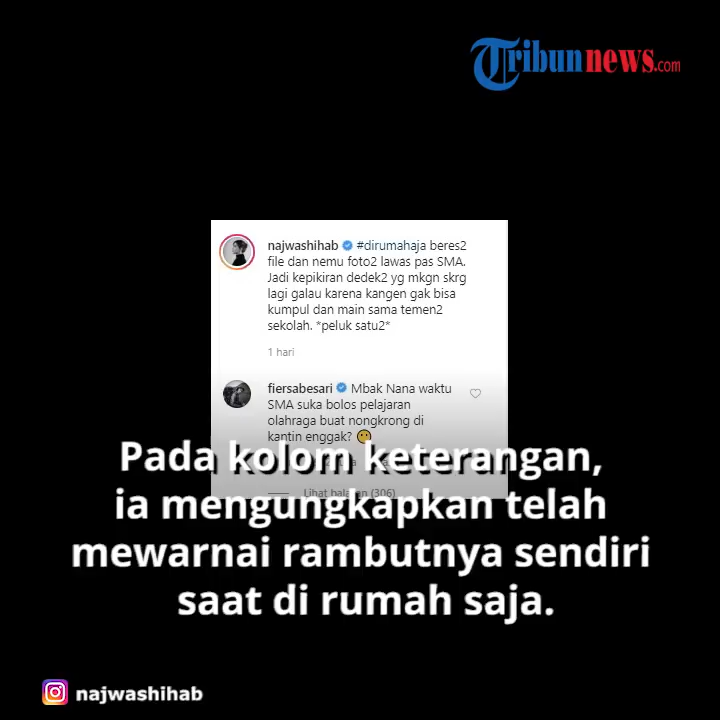 Tribunnews.com
najwashihab #dirumahaja beres2
file dan nemu foto2 lawas pas SMA.
Jadi kepikiran dedek2 yg mkgn skrg
lagi galau karena kangen gak bisa
kumpul dan main sama temen2
sekolah. *peluk satu2*
1 hari
fiersabesari Mbak Nana waktu
SMA suka bolos pelajaran
olahraga buat nongkrong di
kantin enggak?
Lihat balasan (306)
Pada kolom keterangan,
ia mengungkapkan telah
mewarnai rambutnya sendiri
saat di rumah saja.
najwashihab